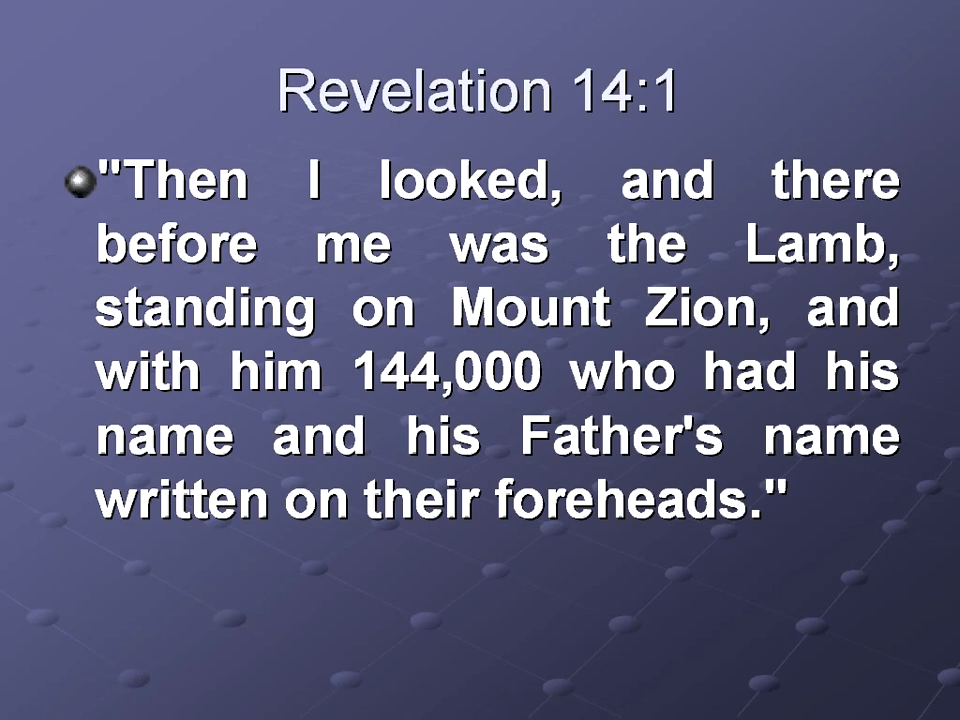 Revelation 14:1
"Then I looked, and there
before me was the Lamb,
standing on Mount Zion, and
with him 144,000 who had his
name and his Father's name
written on their foreheads."